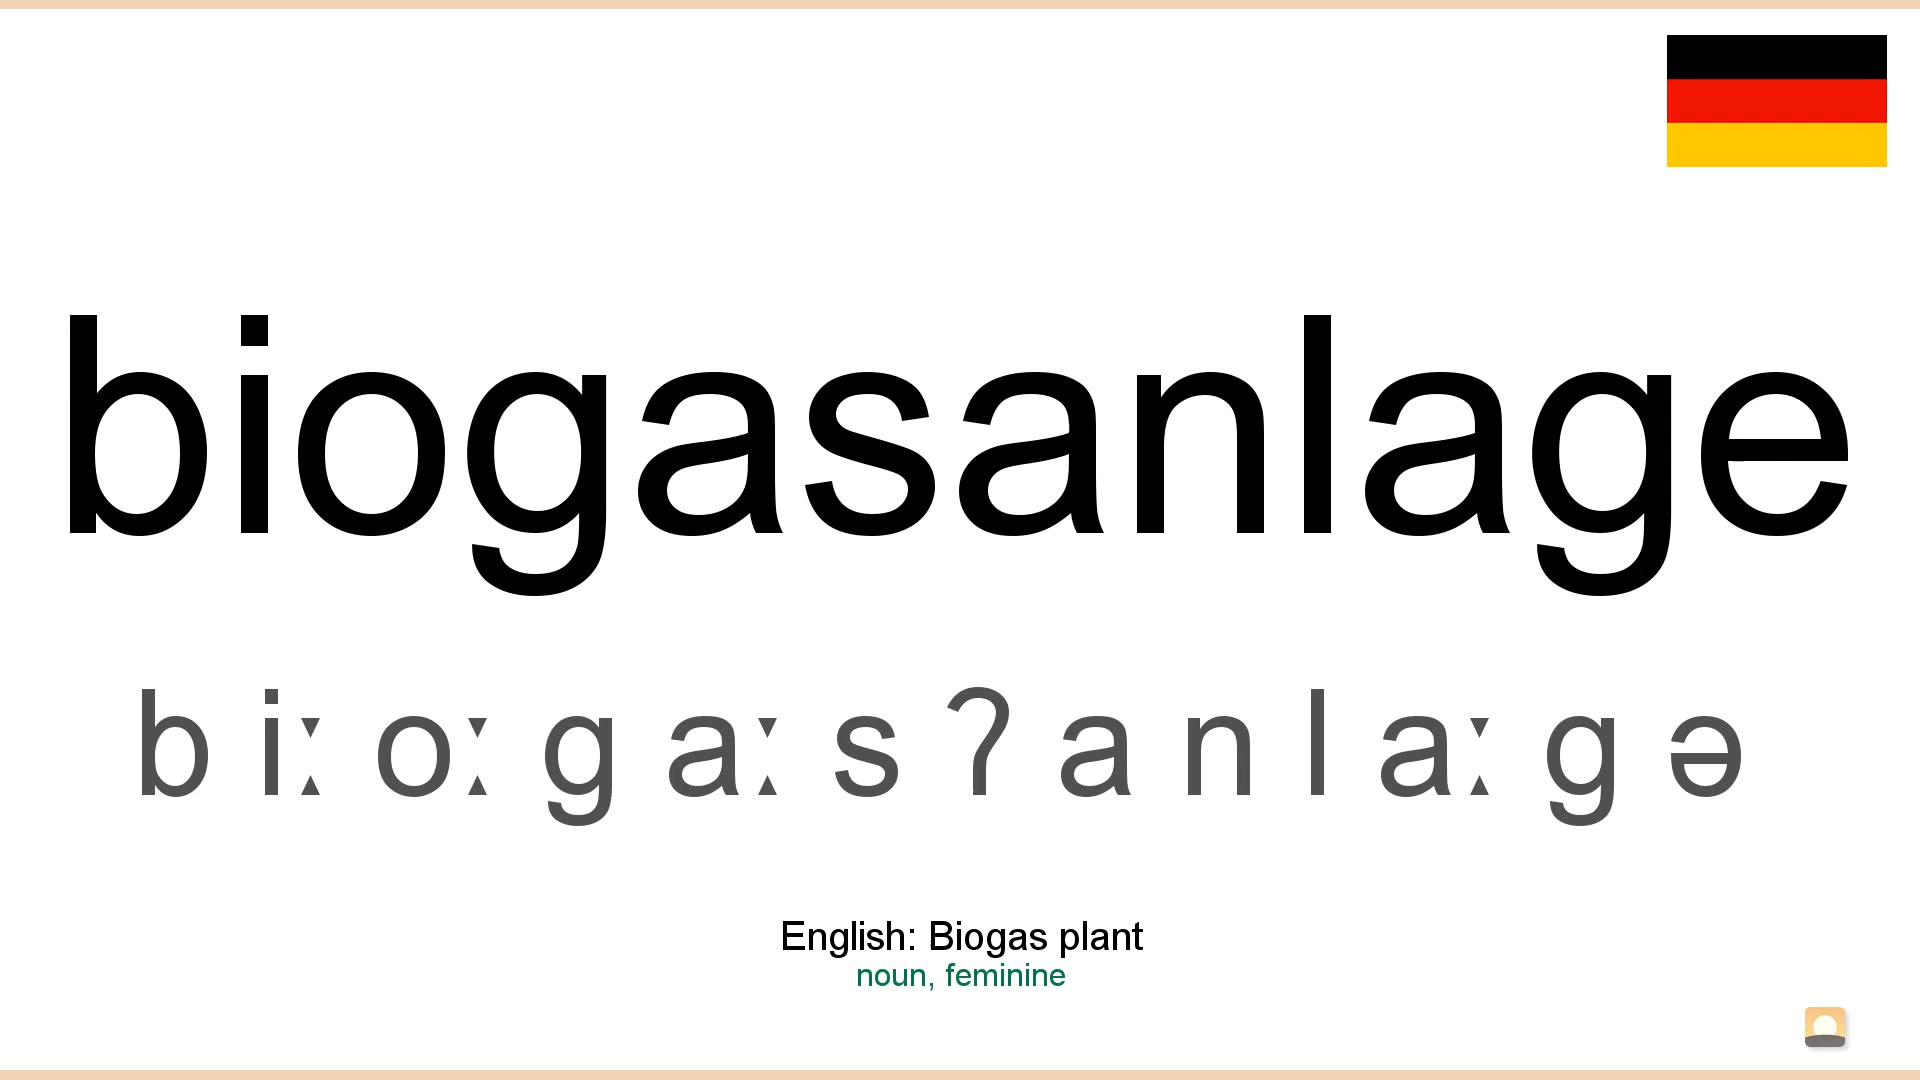 biogasanlage
b iː oː g aː s ʔ a n l aː g ə
English: Biogas plant
noun, feminine